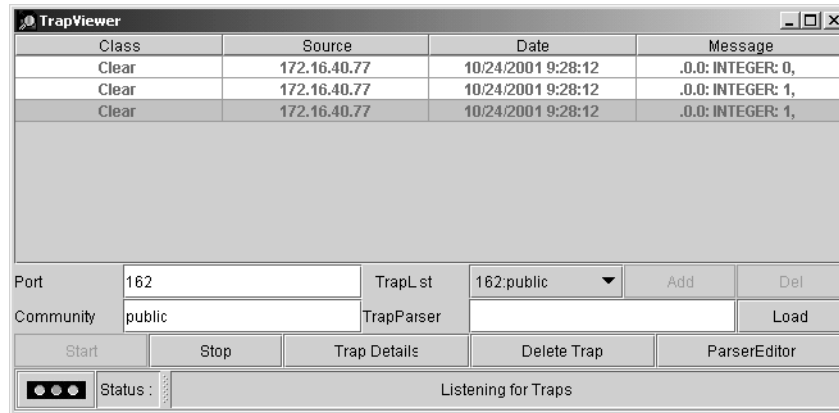 TrapViewer
Class Source Date Message
Clear 172.16.40.77 10/24/2001 9:28:12 .0.0: INTEGER: 0,
Clear 172.16.40.77 10/24/2001 9:28:12 .0.0: INTEGER: 1,
Clear 172.16.40.77 10/24/2001 9:28:12 .0.0: INTEGER: 1,
Port 162 TrapList 162:public Add Del
Community public TrapParser Load
Start Stop Trap Details Delete Trap ParserEditor
Status : Listening for Traps